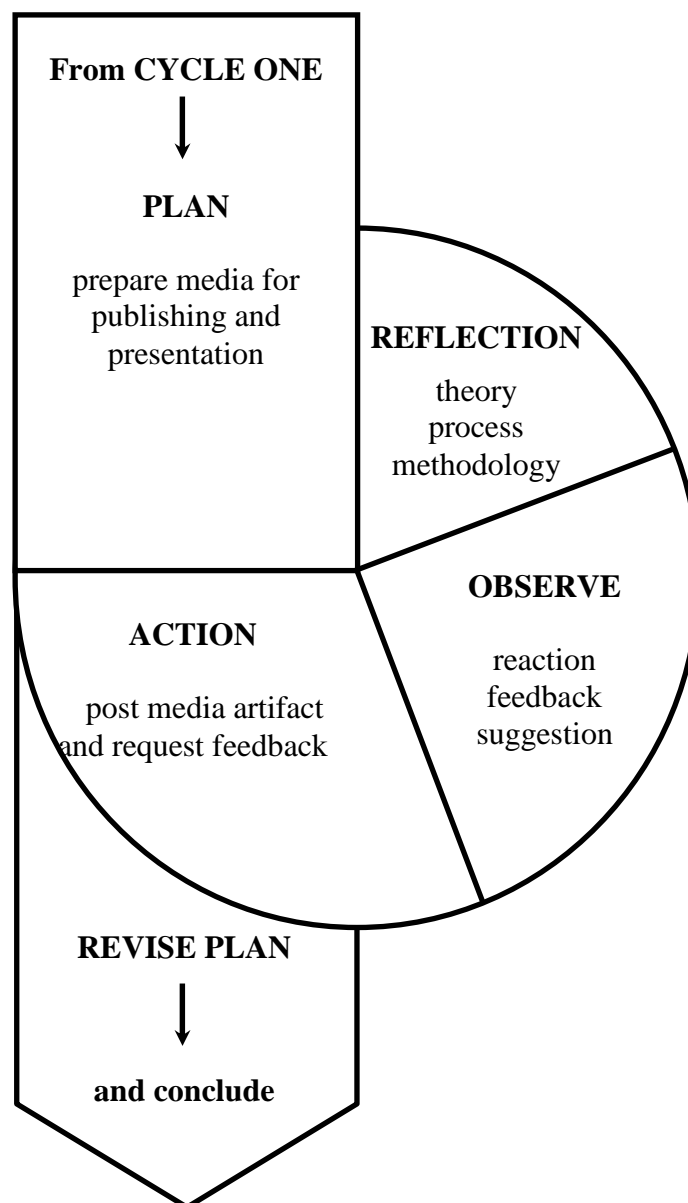 From CYCLE ONE
PLAN
prepare media for
publishing and
presentation
REFLECTION
theory
process
methodology
OBSERVE
reaction
feedback
suggestion
ACTION
post media artifact
and request feedback
REVISE PLAN
and conclude